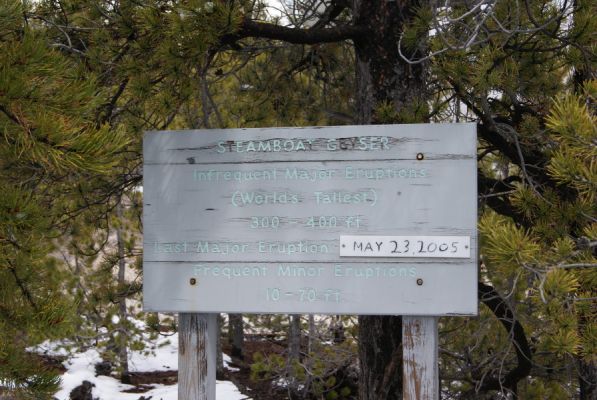 STEAMBOAT GEYSER
Infrequent Major Eruptions
(Worlds Tallest)
300 - 400 ft
Last Major Eruption MAY 23, 2005
Frequent Minor Eruptions
10 - 70 ft